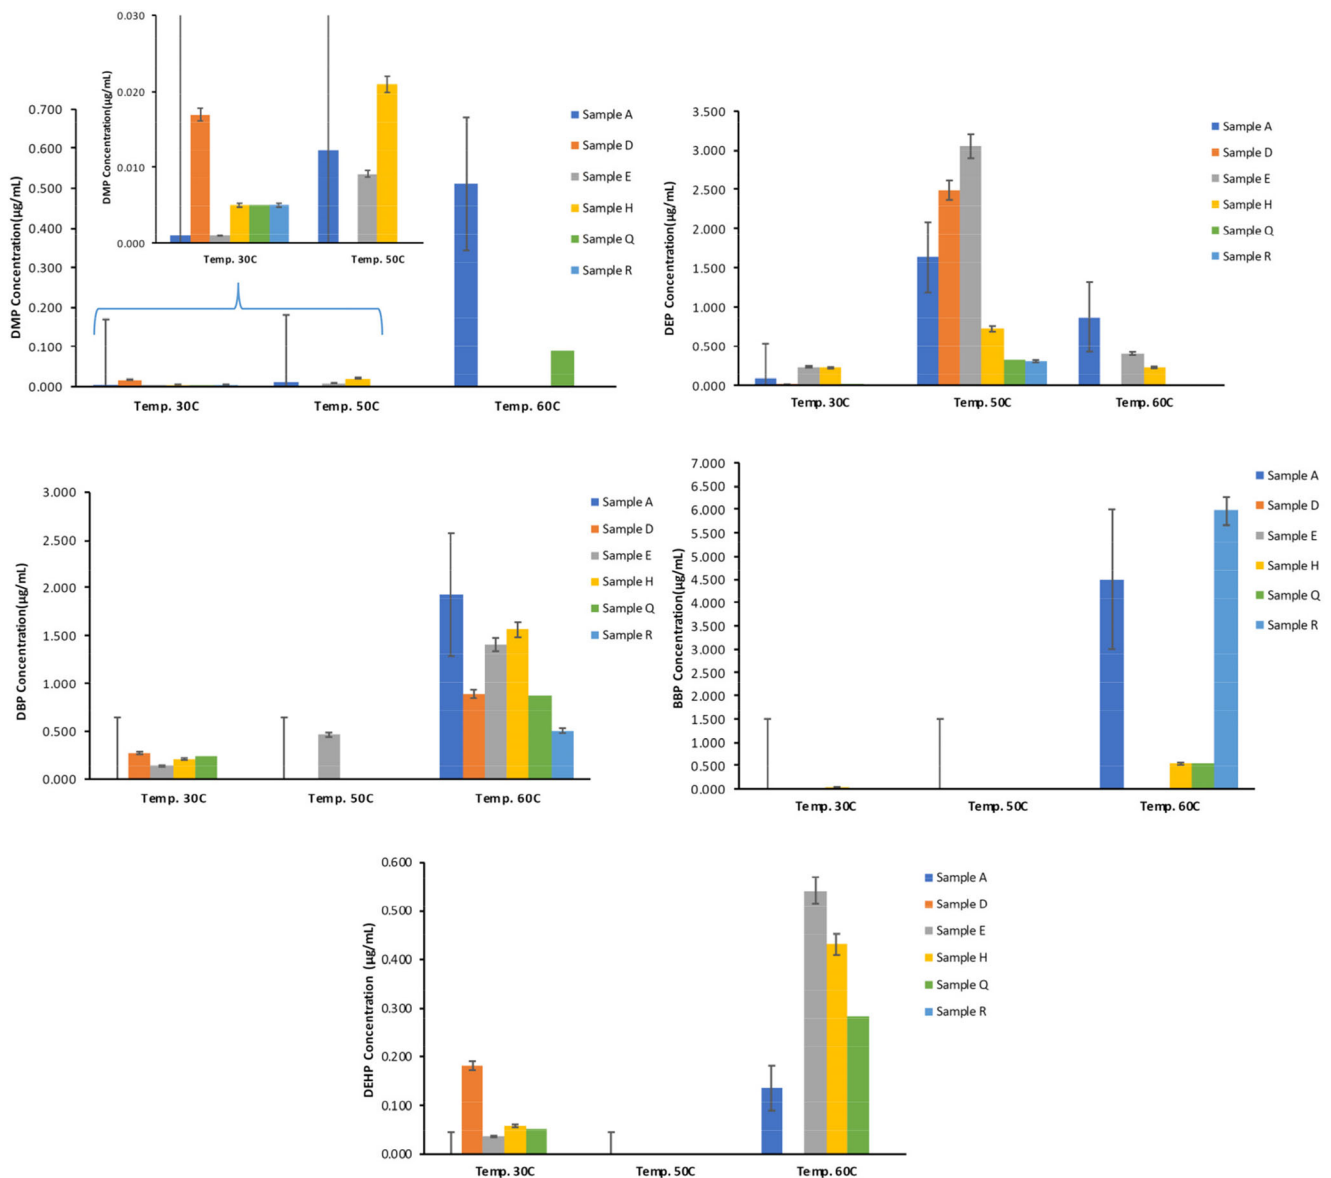 0.030
0.020
0.010
0.000
DMP Concentration(µg/mL)
Temp. 30C
Temp. 50C
0.700
0.600
0.500
0.400
0.300
0.200
0.100
0.000
DMP Concentration(µg/mL)
Temp. 30C
Temp. 50C
Temp. 60C
Sample A
Sample D
Sample E
Sample H
Sample Q
Sample R
3.500
3.000
2.500
2.000
1.500
1.000
0.500
0.000
DEP Concentration(µg/mL)
Temp. 30C
Temp. 50C
Temp. 60C
Sample A
Sample D
Sample E
Sample H
Sample Q
Sample R
3.000
2.500
2.000
1.500
1.000
0.500
0.000
DBP Concentration(µg/mL)
Temp. 30C
Temp. 50C
Temp. 60C
Sample A
Sample D
Sample E
Sample H
Sample Q
Sample R
7.000
6.500
6.000
5.500
5.000
4.500
4.000
3.500
3.000
2.500
2.000
1.500
1.000
0.500
0.000
BBP Concentration(µg/mL)
Temp. 30C
Temp. 50C
Temp. 60C
Sample A
Sample D
Sample E
Sample H
Sample Q
Sample R
0.600
0.500
0.400
0.300
0.200
0.100
0.000
DEHP Concentration (µg/mL)
Temp. 30C
Temp. 50C
Temp. 60C
Sample A
Sample D
Sample E
Sample H
Sample Q
Sample R